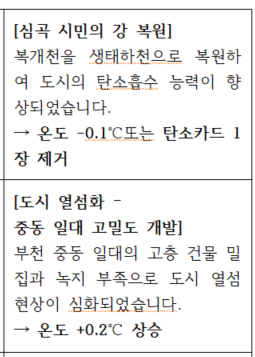 [심곡 시민의 강 복원]
복개천을 생태하천으로 복원하
여 도시의 탄소흡수 능력이 향
상되었습니다.
→ 온도 -0.1℃또는 탄소카드 1
장 제거
[도시 열섬화 -
중동 일대 고밀도 개발]
부천 중동 일대의 고층 건물 밀
집과 녹지 부족으로 도시 열섬
현상이 심화되었습니다.
→ 온도 +0.2℃ 상승